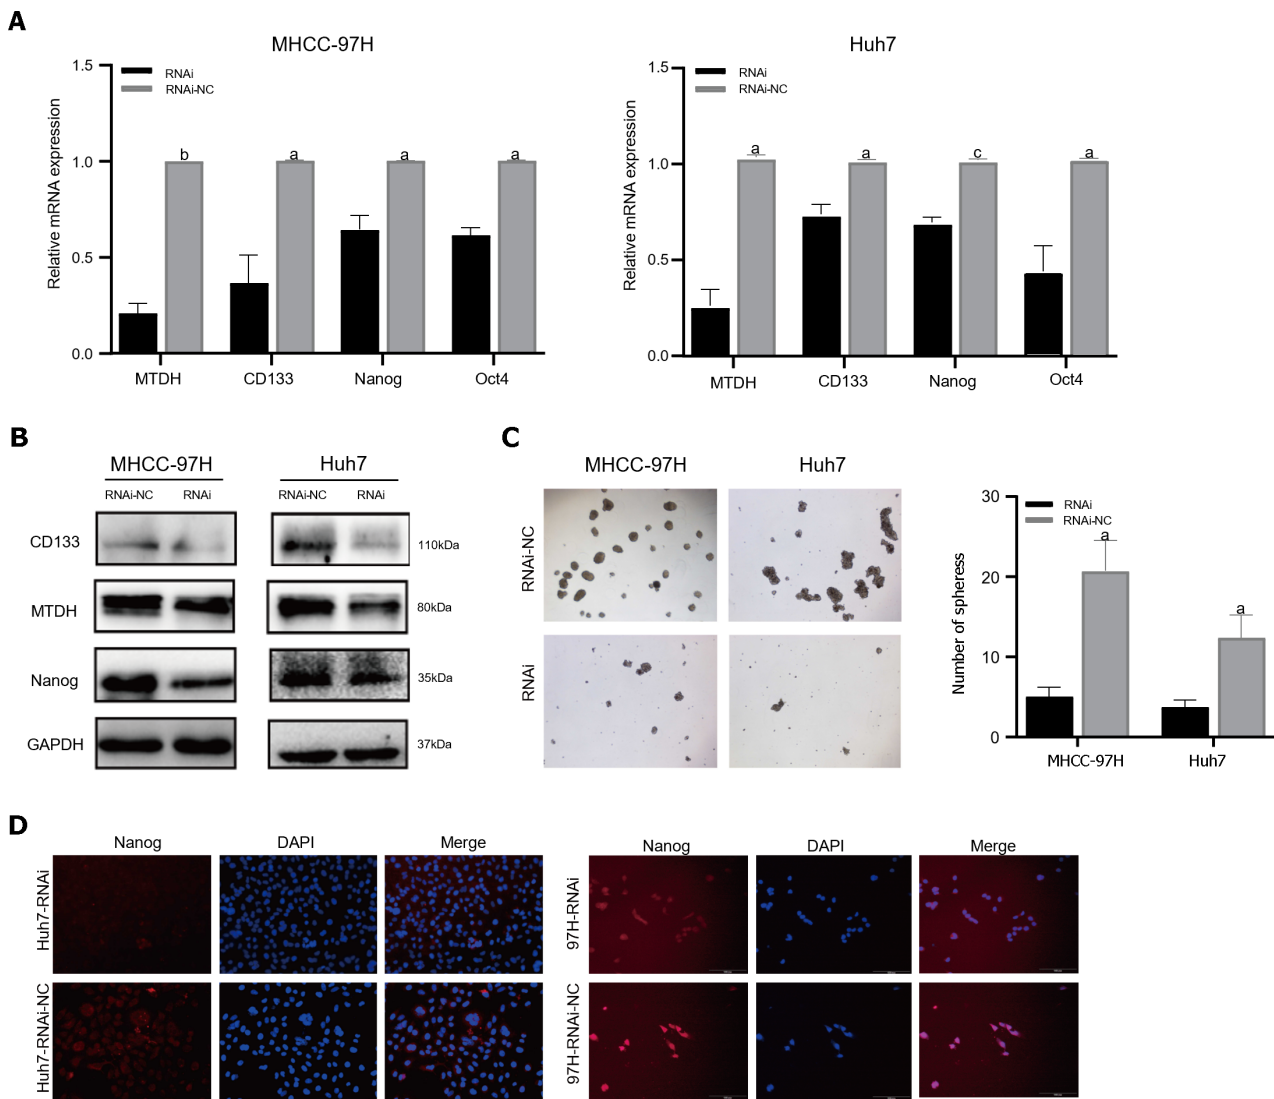 A
MHCC-97H
RNAi
RNAi-NC
Relative mRNA expression
1.5
1.0
0.5
0.0
b
a
a
a
MTDH
CD133
Nanog
Oct4
Huh7
RNAi
RNAi-NC
Relative mRNA expression
1.5
1.0
0.5
0.0
a
a
c
a
MTDH
CD133
Nanog
Oct4
B
MHCC-97H
Huh7
RNAi-NC
RNAi
RNAi-NC
RNAi
CD133
110kDa
MTDH
80kDa
Nanog
35kDa
GAPDH
37kDa
C
MHCC-97H
Huh7
RNAi-NC
RNAi
Number of spheress
30
20
10
0
RNAi
RNAi-NC
a
a
MHCC-97H
Huh7
D
Nanog
DAPI
Merge
Huh7-RNAi
Huh7-RNAi-NC
Nanog
DAPI
Merge
97H-RNAi
97H-RNAi-NC